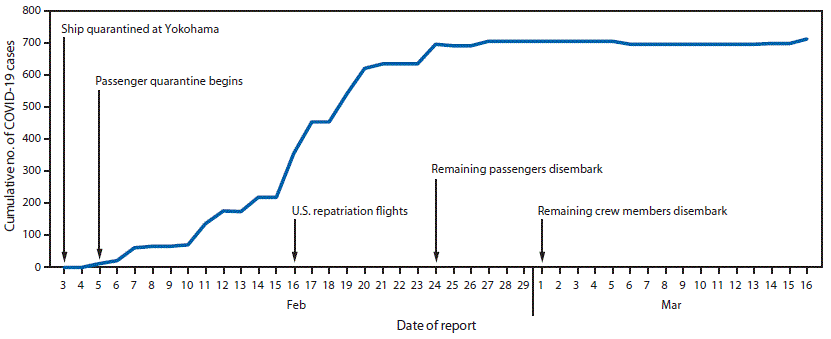 800
700
600
500
400
300
200
100
0
Cumulative no. of COVID-19 cases
Ship quarantined at Yokohama
Passenger quarantine begins
U.S. repatriation flights
Remaining passengers disembark
Remaining crew members disembark
3 4 5 6 7 8 9 10 11 12 13 14 15 16 17 18 19 20 21 22 23 24 25 26 27 28 29 1 2 3 4 5 6 7 8 9 10 11 12 13 14 15 16
Feb Mar
Date of report